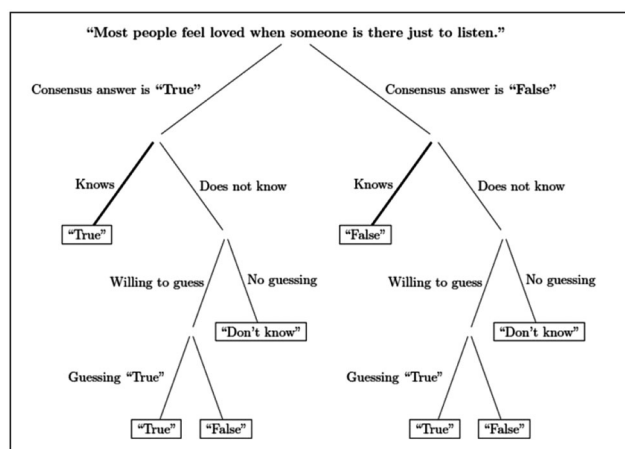 “Most people feel loved when someone is there just to listen.”
Consensus answer is “True”
Consensus answer is “False”
Knows
Does not know
Knows
Does not know
“True”
“False”
Willing to guess
No guessing
Willing to guess
No guessing
“Don't know”
“Don't know”
Guessing “True”
Guessing “True”
“True”
“False”
“True”
“False”